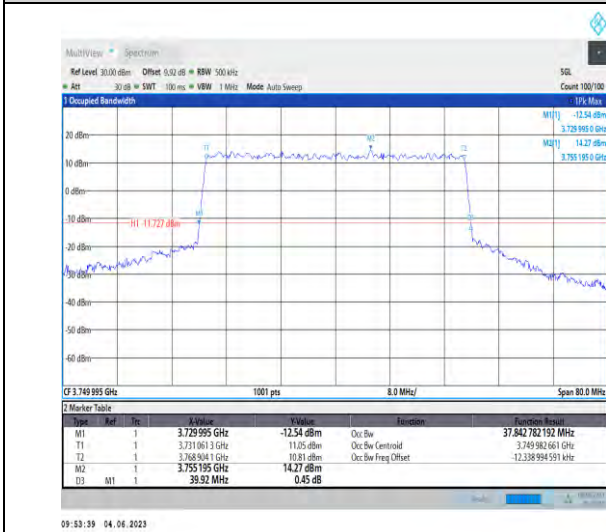 MultiView Spectrum
Ref Level 30.00 dBm Offset 9.92 dB RBW 500 kHz SGL
Att 30 dB SWT 100 ms VBW 1 MHz Mode Auto Sweep Count 100/100
1 Occupied Bandwidth 1Pk Max
M1[1] -12.54 dBm
3.729 995 0 GHz
M2[1] 14.27 dBm
3.755 195 0 GHz
M2
T1
T2
20 dBm
10 dBm
0 dBm
M1
-10 dBm
H1 -11.727 dBm
-20 dBm
-30 dBm
-40 dBm
-50 dBm
-60 dBm
CF 3.749 995 GHz 1001 pts 8.0 MHz/ Span 80.0 MHz
2 Marker Table
Type Ref Trc X-Value Y-Value Function Function Result
M1 1 3.729995 GHz -12.54 dBm Occ Bw 37.842 782 192 MHz
T1 1 3.731 061 3 GHz 11.05 dBm Occ Bw Centroid 3.749 982 661 GHz
T2 1 3.768 904 1 GHz 10.81 dBm Occ Bw Freq Offset -12.338 994 591 kHz
M2 1 3.755195 GHz 14.27 dBm
D3 M1 1 39.92 MHz 0.45 dB
09:53:39 04.06.2023